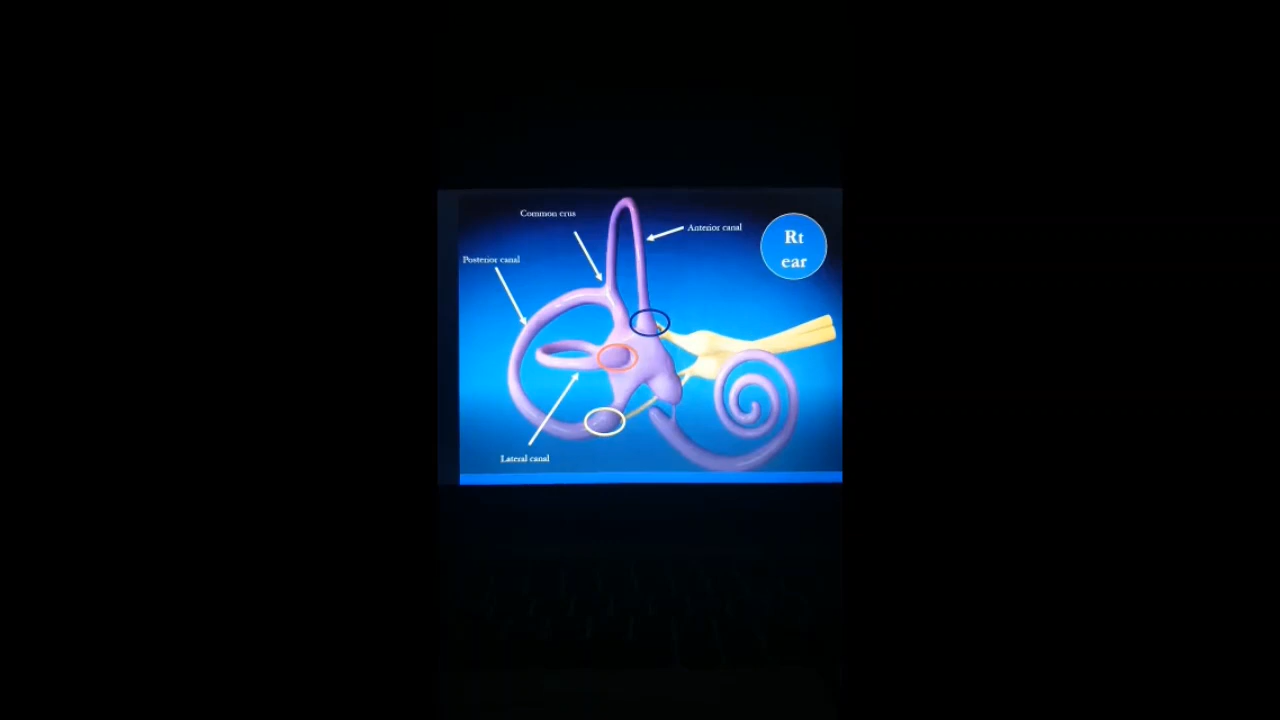 Common crus
Anterior canal
Rt
ear
Posterior canal
Lateral canal